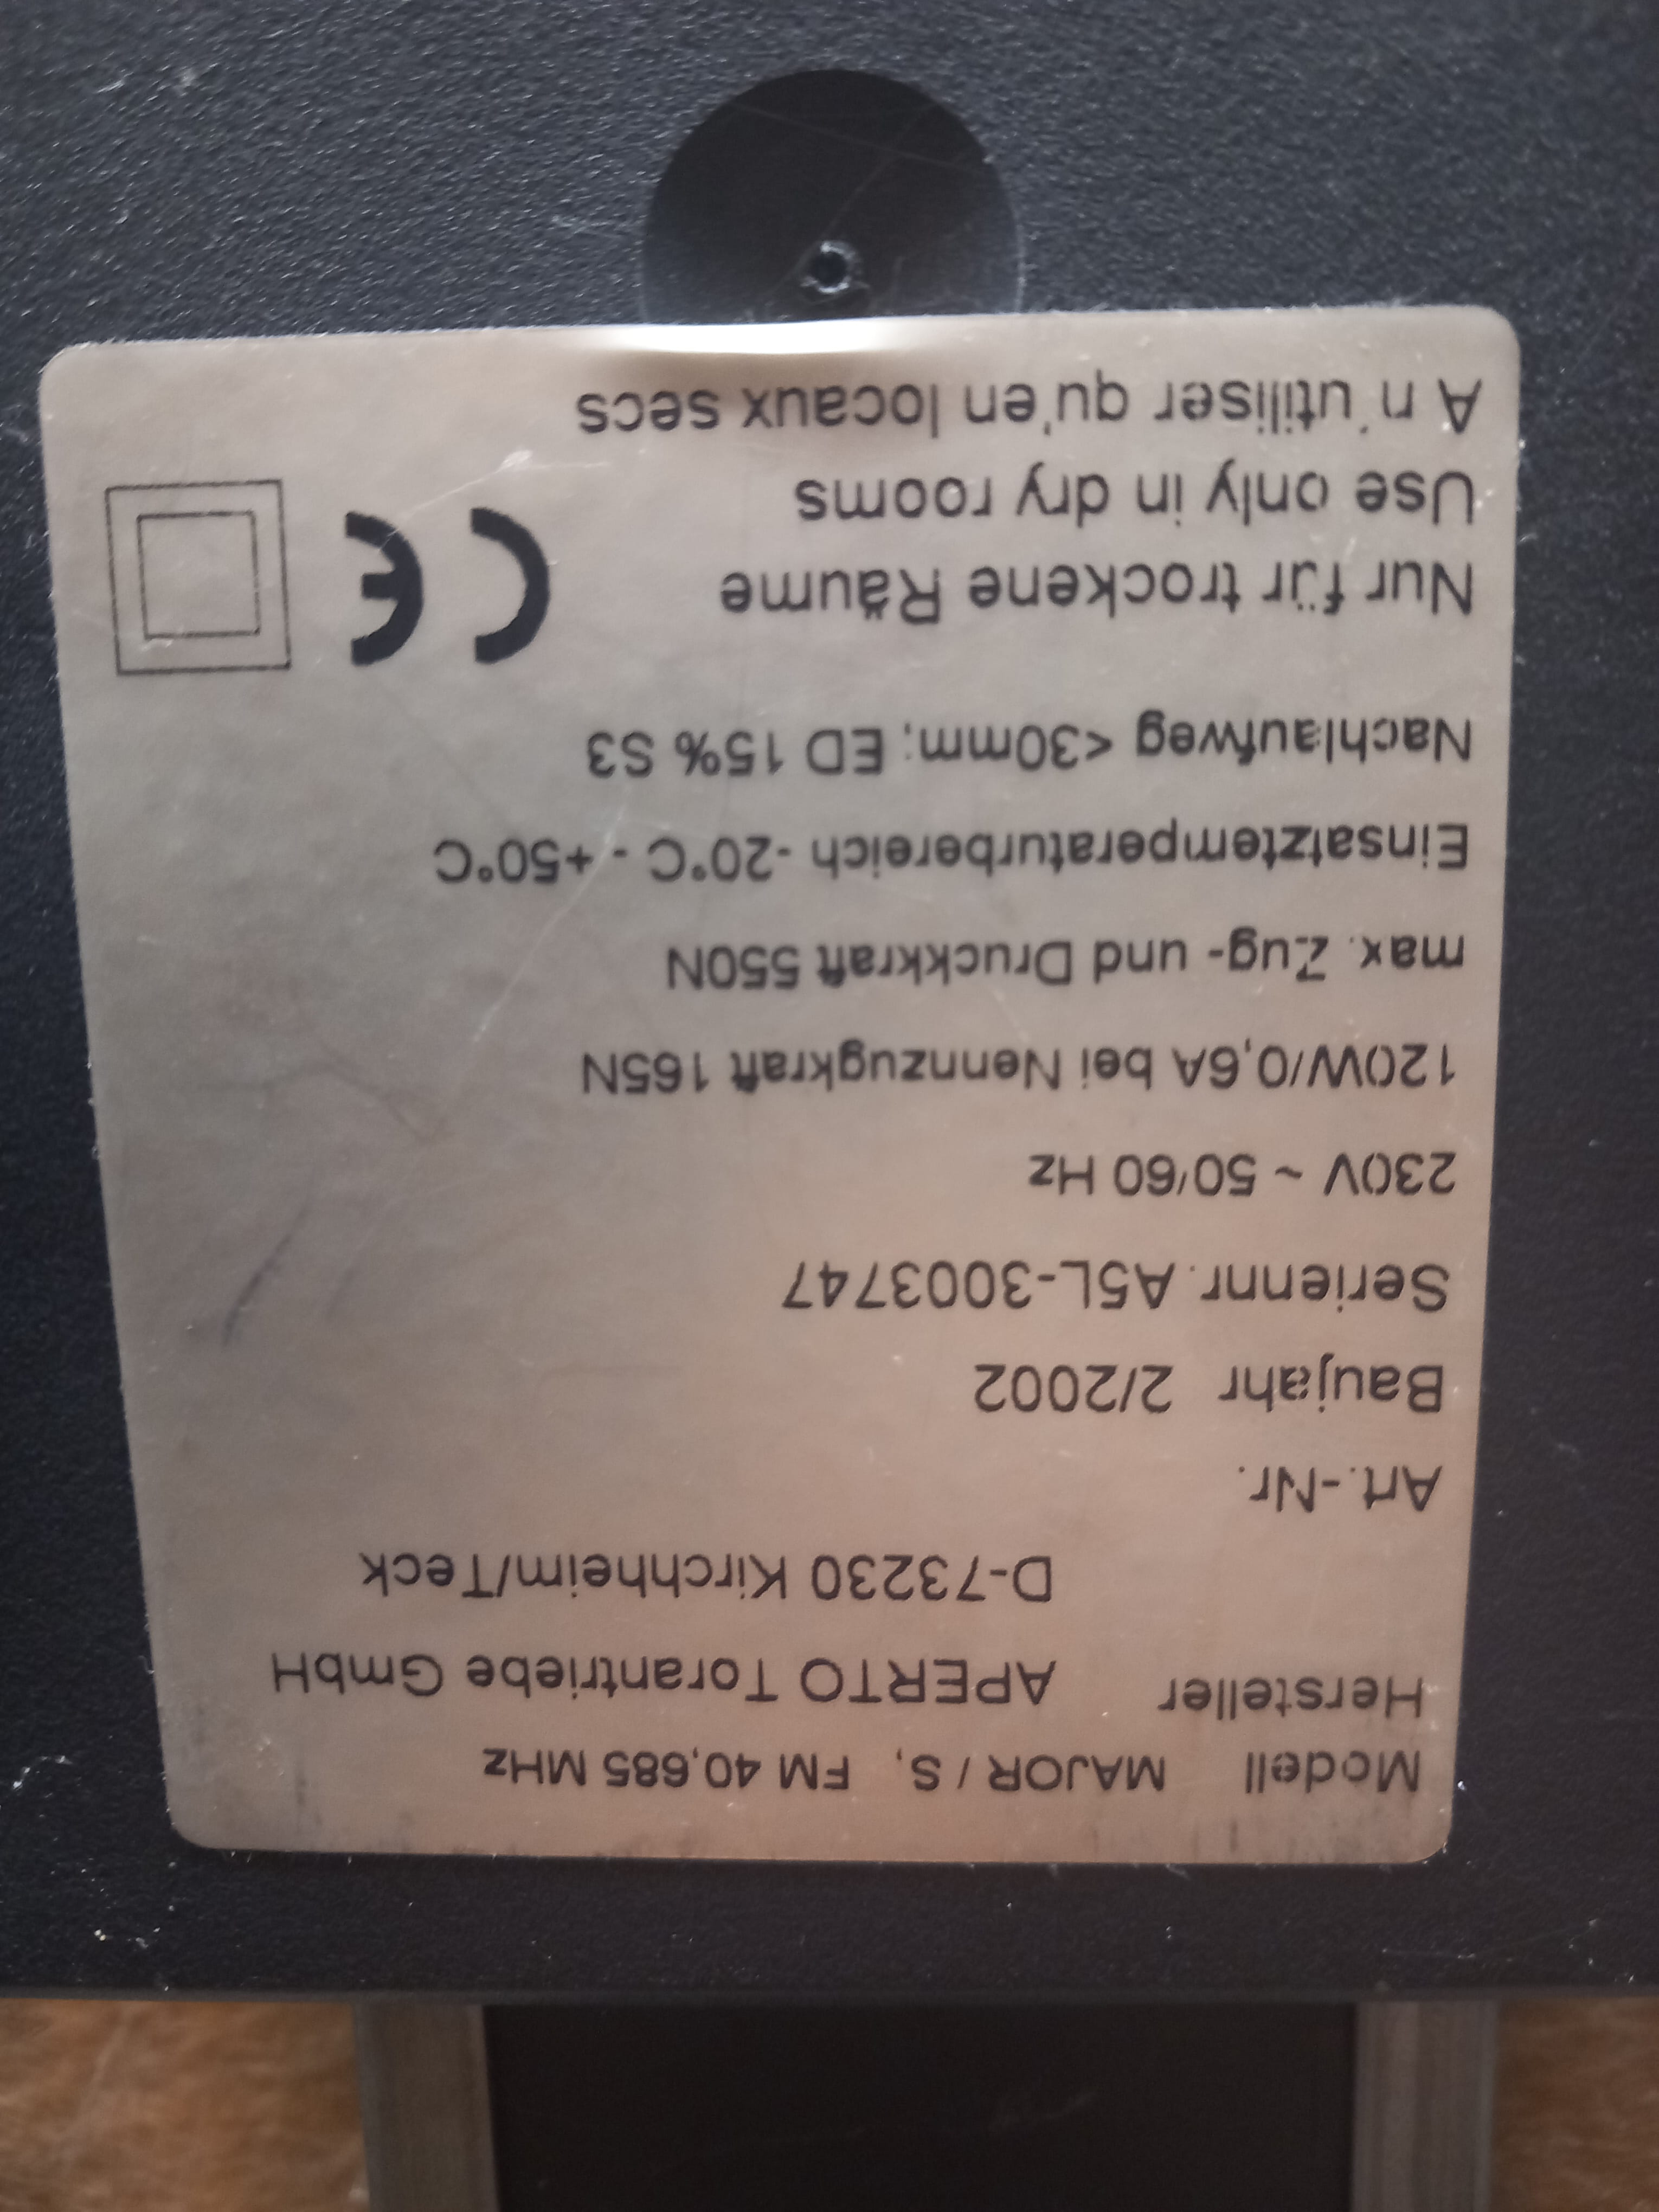 Modell MAJOR / S, FM 40,685 MHz
Hersteller APERTO Torantriebe GmbH
D-73230 Kirchheim/Teck
Art.-Nr.
Baujahr 2/2002
Seriennr. A5L-3003747
230V ~ 50/60 Hz
120W/0,6A bei Nennzugkraft 165N
max. Zug- und Druckkraft 550N
Einsatztemperaturbereich -20°C - +50°C
Nachlaufweg <30mm; ED 15% S3
Nur für trockene Räume
Use only in dry rooms
A n'utiliser qu'en locaux secs
CE